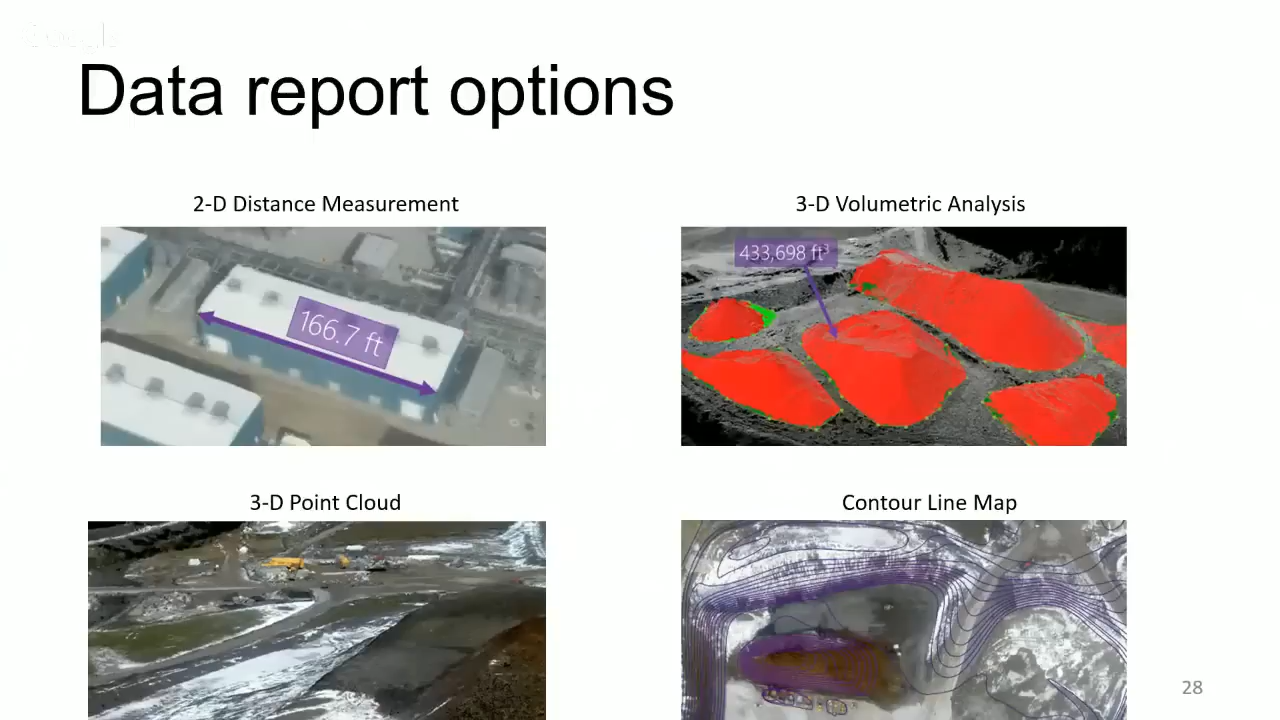 Data report options
2-D Distance Measurement
3-D Volumetric Analysis
166.7 ft
433,698 ft³
3-D Point Cloud
Contour Line Map
28